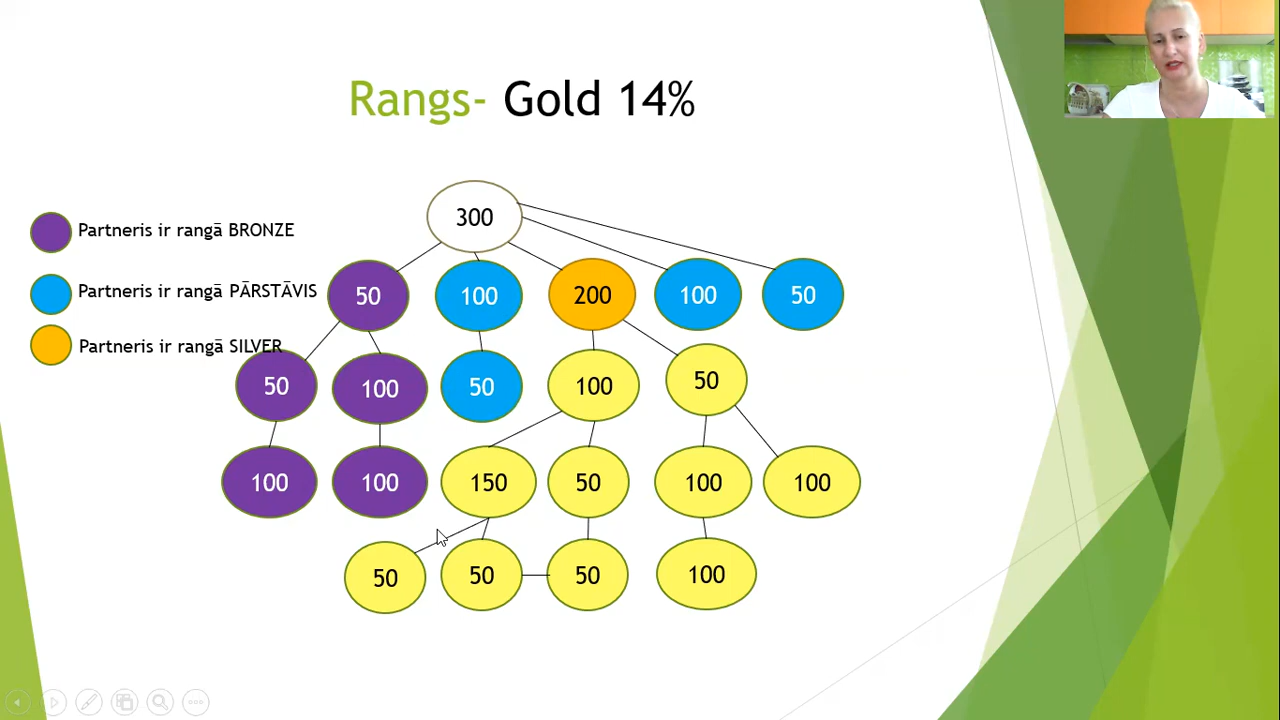 Rangs- Gold 14%
300
Partneris ir rangā BRONZE
Partneris ir rangā PĀRSTĀVIS
Partneris ir rangā SILVER
50 100 200 100 50
50 100 50 100 50
100 100 150 50 100 100
50 50 50 100